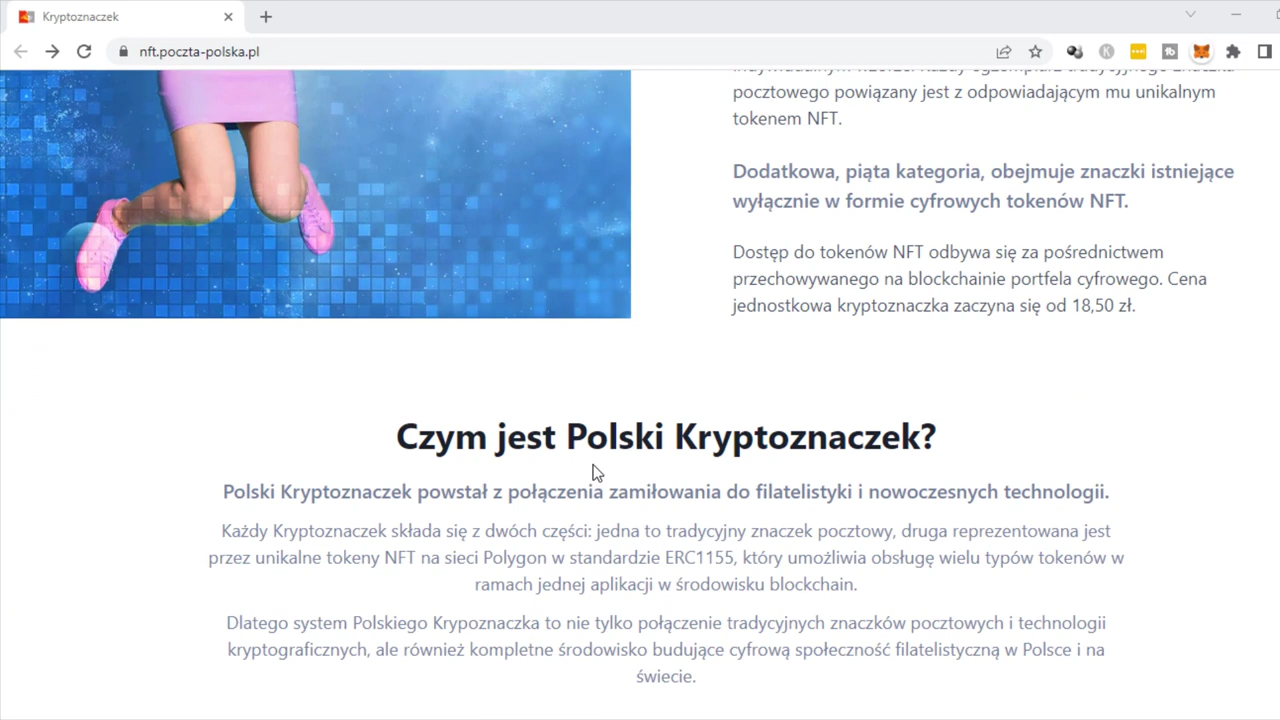 Kryptoznaczek
nft.poczta-polska.pl
pocztowego powiązany jest z odpowiadającym mu unikalnym
tokenem NFT.
Dodatkowa, piąta kategoria, obejmuje znaczki istniejące
wyłącznie w formie cyfrowych tokenów NFT.
Dostęp do tokenów NFT odbywa się za pośrednictwem
przechowywanego na blockchainie portfela cyfrowego. Cena
jednostkowa kryptoznaczka zaczyna się od 18,50 zł.
Czym jest Polski Kryptoznaczek?
Polski Kryptoznaczek powstał z połączenia zamiłowania do filatelistyki i nowoczesnych technologii.
Każdy Kryptoznaczek składa się z dwóch części: jedna to tradycyjny znaczek pocztowy, druga reprezentowana jest
przez unikalne tokeny NFT na sieci Polygon w standardzie ERC1155, który umożliwia obsługę wielu typów tokenów w
ramach jednej aplikacji w środowisku blockchain.
Dlatego system Polskiego Krypoznaczka to nie tylko połączenie tradycyjnych znaczków pocztowych i technologii
kryptograficznych, ale również kompletne środowisko budujące cyfrową społeczność filatelistyczną w Polsce i na
świecie.